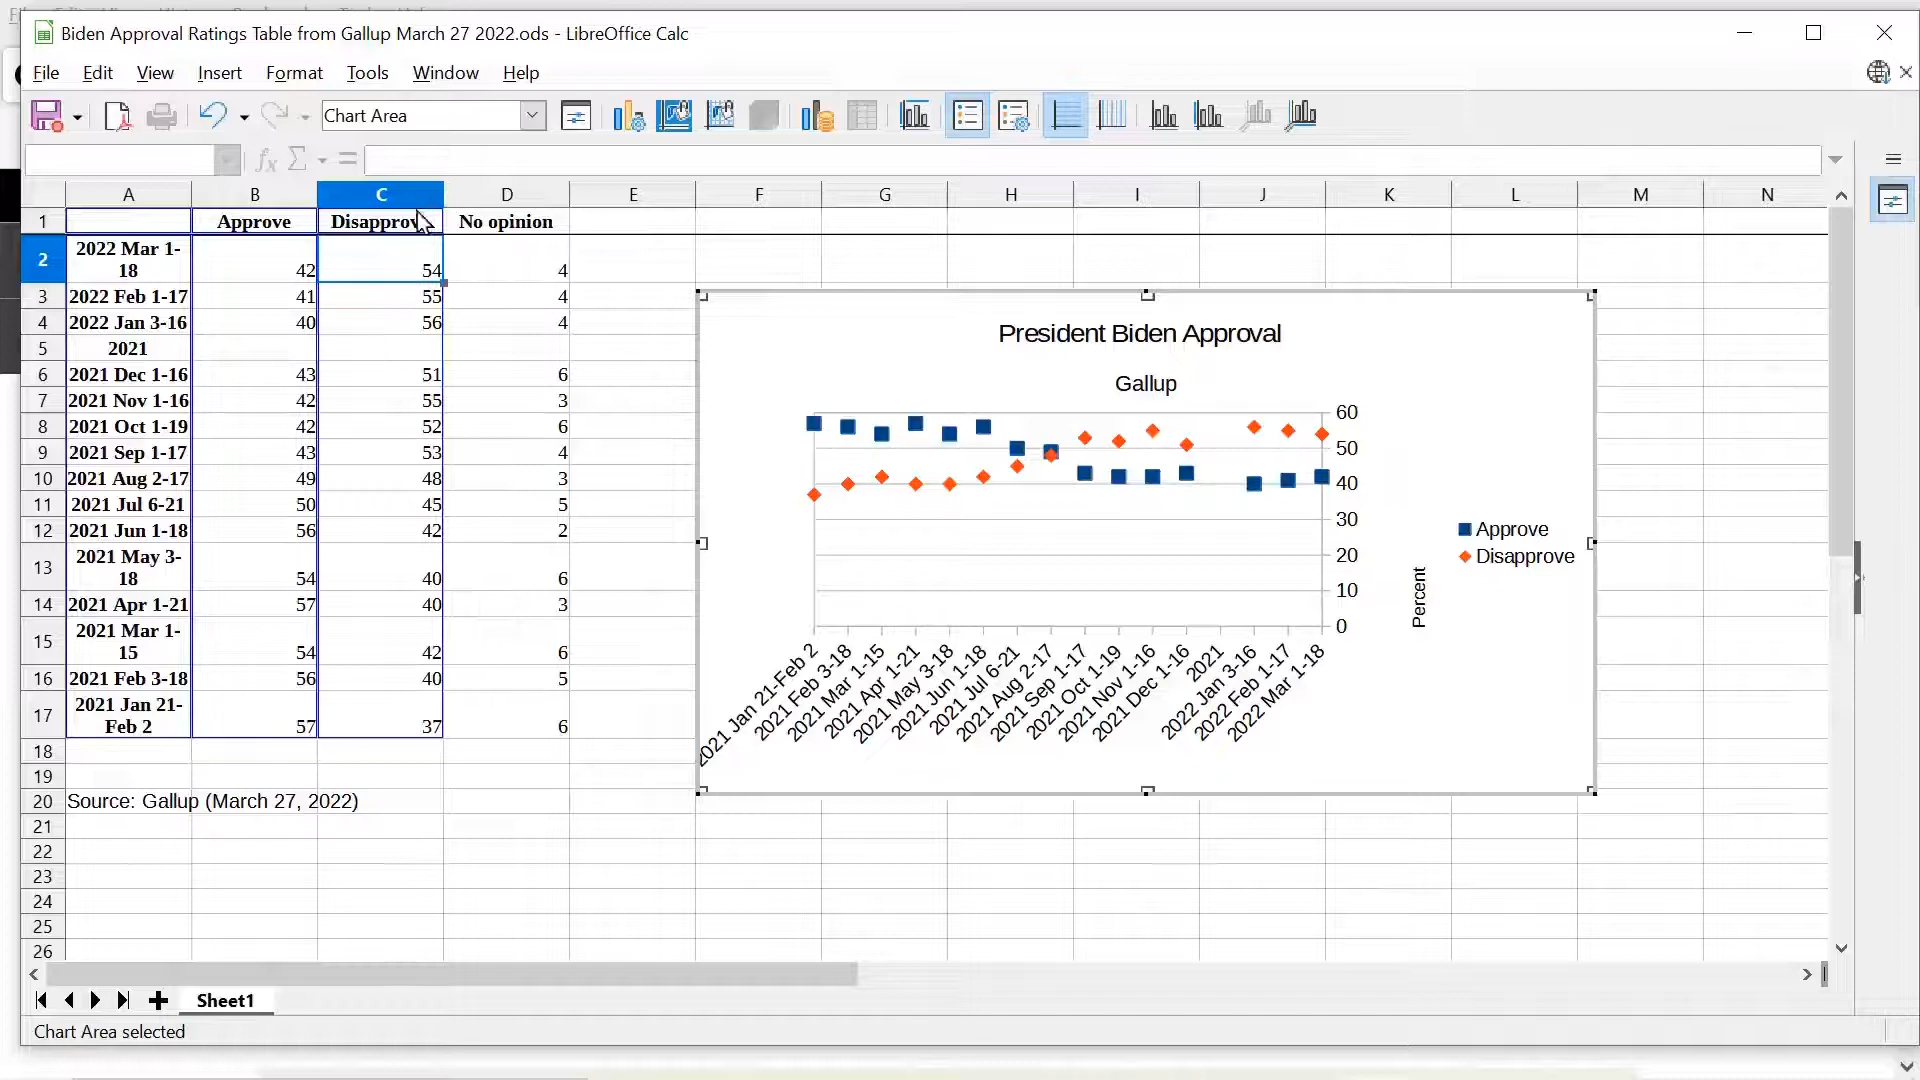 Biden Approval Ratings Table from Gallup March 27 2022.ods - LibreOffice Calc
File Edit View Insert Format Tools Window Help
Chart Area
A B C D E F G H I J K L M N
1 Approve Disapprov No opinion
2 2022 Mar 1-
18 42 54 4
3 2022 Feb 1-17 41 55 4
4 2022 Jan 3-16 40 56 4
5 2021
6 2021 Dec 1-16 43 51 6
7 2021 Nov 1-16 42 55 3
8 2021 Oct 1-19 42 52 6
9 2021 Sep 1-17 43 53 4
10 2021 Aug 2-17 49 48 3
11 2021 Jul 6-21 50 45 5
12 2021 Jun 1-18 56 42 2
13 2021 May 3-
18 54 40 6
14 2021 Apr 1-21 57 40 3
15 2021 Mar 1-
15 54 42 6
16 2021 Feb 3-18 56 40 5
17 2021 Jan 21-
Feb 2 57 37 6
18
19
20 Source: Gallup (March 27, 2022)
21
22
23
24
25
26
President Biden Approval
Gallup
60
50
40
30
20
10
0
Percent
Approve
Disapprove
2021 Jan 21-Feb 2
2021 Feb 3-18
2021 Mar 1-15
2021 Apr 1-21
2021 May 3-18
2021 Jun 1-18
2021 Jul 6-21
2021 Aug 2-17
2021 Sep 1-17
2021 Oct 1-19
2021 Nov 1-16
2021 Dec 1-16
2021
2022 Jan 3-16
2022 Feb 1-17
2022 Mar 1-18
Sheet1
Chart Area selected